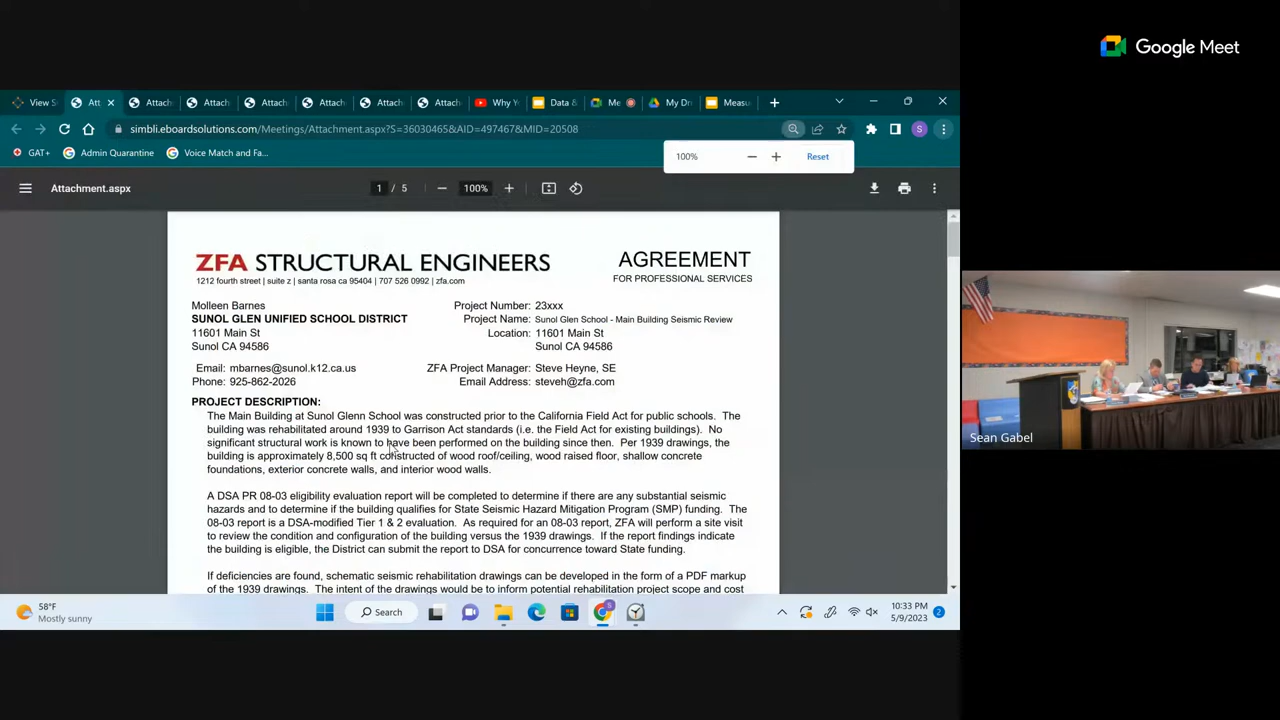 Google Meet
View S
Att
Attach
Attach
Attach
Attach
Attach
Attach
Why Y
Data &
Me
My Dr
Measu
simbli.eboardsolutions.com/Meetings/Attachment.aspx?S=36030465&AID=497467&MID=20508
GAT+
Admin Quarantine
Voice Match and Fa...
100%
Reset
Attachment.aspx
1 / 5
100%
ZFA STRUCTURAL ENGINEERS
AGREEMENT
1212 fourth street | suite z | santa rosa ca 95404 | 707 526 0992 | zfa.com
FOR PROFESSIONAL SERVICES
Molleen Barnes
Project Number: 23xxx
SUNOL GLEN UNIFIED SCHOOL DISTRICT
Project Name: Sunol Glen School - Main Building Seismic Review
11601 Main St
Location: 11601 Main St
Sunol CA 94586
Sunol CA 94586
Email: mbarnes@sunol.k12.ca.us
ZFA Project Manager: Steve Heyne, SE
Phone: 925-862-2026
Email Address: steveh@zfa.com
PROJECT DESCRIPTION:
The Main Building at Sunol Glenn School was constructed prior to the California Field Act for public schools. The
building was rehabilitated around 1939 to Garrison Act standards (i.e. the Field Act for existing buildings). No
significant structural work is known to have been performed on the building since then. Per 1939 drawings, the
building is approximately 8,500 sq ft constructed of wood roof/ceiling, wood raised floor, shallow concrete
foundations, exterior concrete walls, and interior wood walls.
A DSA PR 08-03 eligibility evaluation report will be completed to determine if there are any substantial seismic
hazards and to determine if the building qualifies for State Seismic Hazard Mitigation Program (SMP) funding. The
08-03 report is a DSA-modified Tier 1 & 2 evaluation. As required for an 08-03 report, ZFA will perform a site visit
to review the condition and configuration of the building versus the 1939 drawings. If the report findings indicate
the building is eligible, the District can submit the report to DSA for concurrence toward State funding.
If deficiencies are found, schematic seismic rehabilitation drawings can be developed in the form of a PDF markup
of the 1939 drawings. The intent of the drawings would be to inform potential rehabilitation project scope and cost
Sean Gabel
58°F
Mostly sunny
Search
10:33 PM
5/9/2023
2